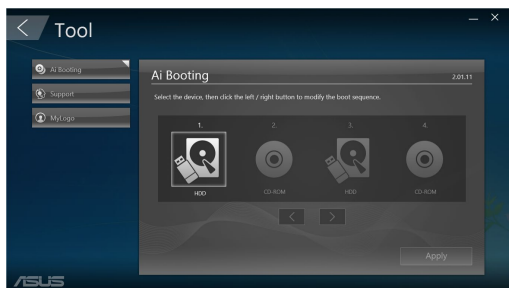 Tool
Ai Booting
Support
MyLogo
Ai Booting
2.01.11
Select the device, then click the left / right button to modify the boot sequence.
1. 2. 3. 4.
HDD CD-ROM HDD CD-ROM
Apply
ASUS